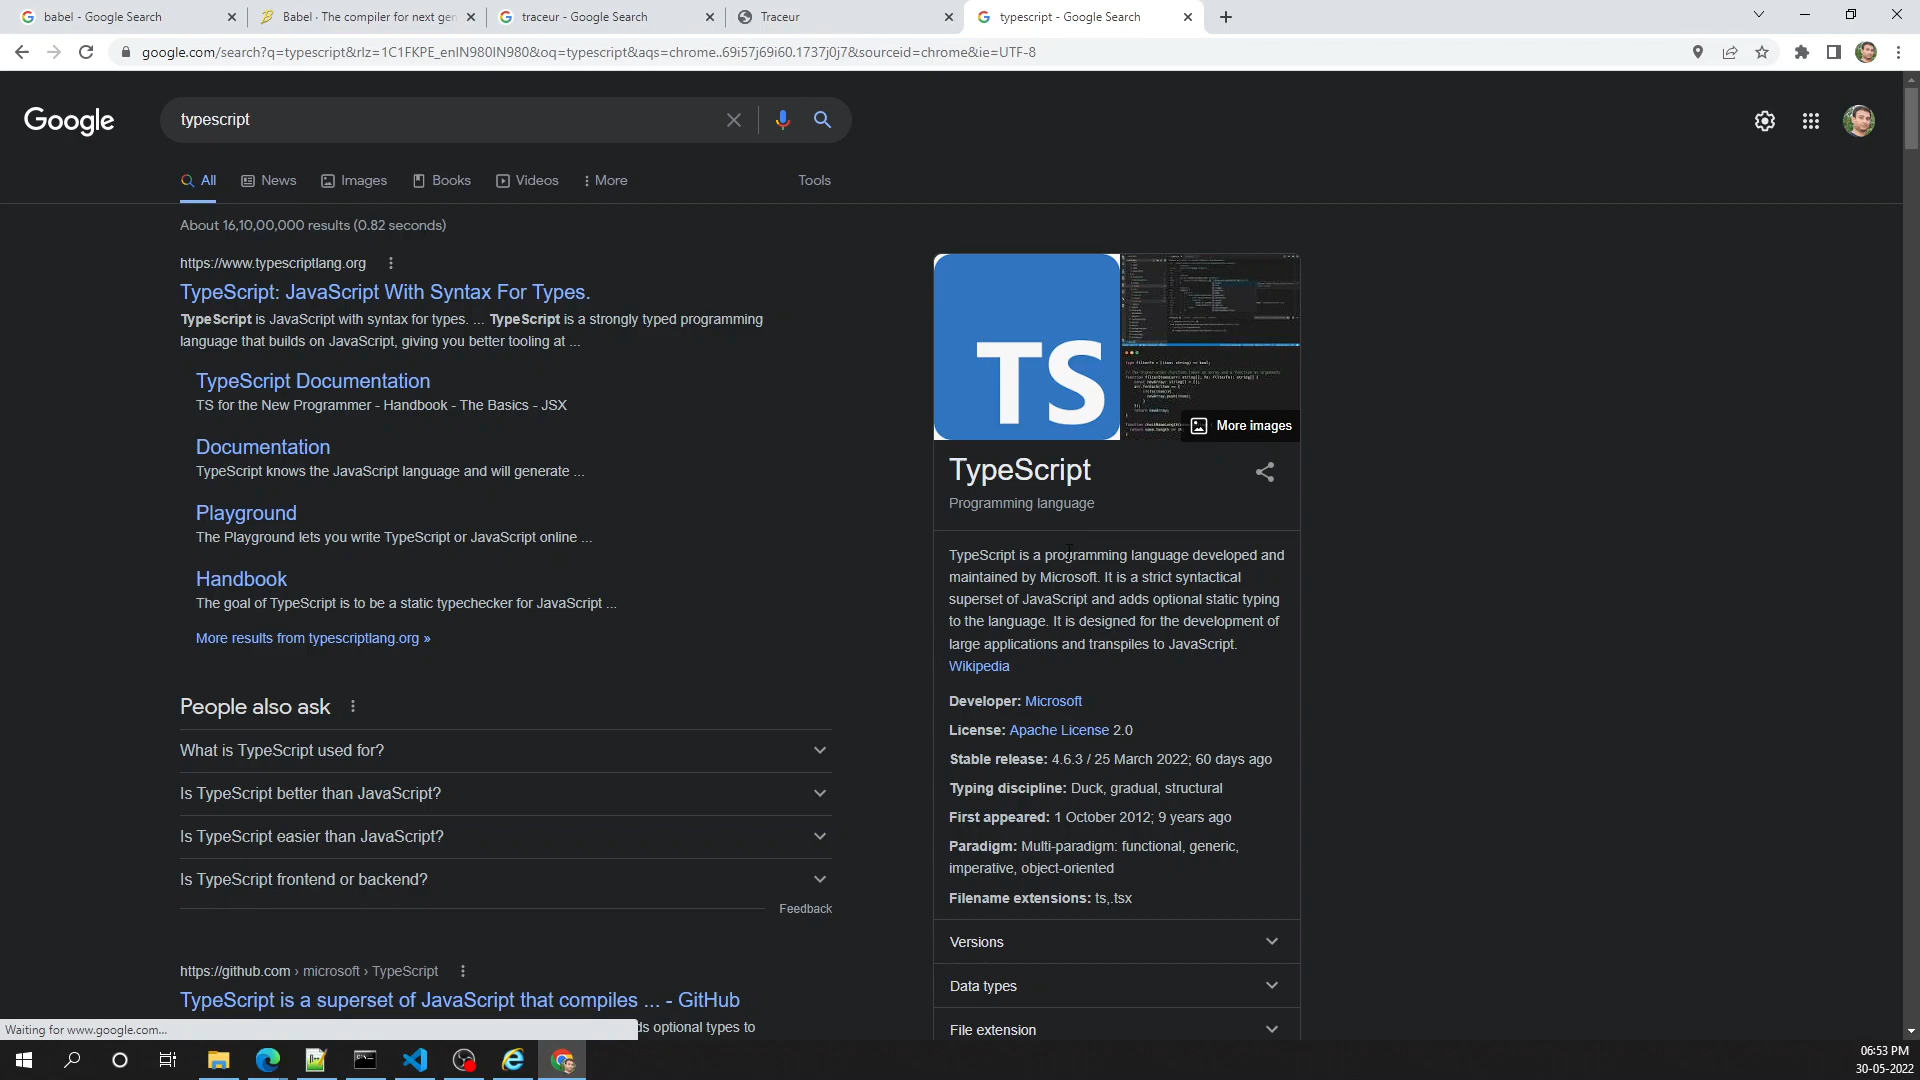 babel - Google Search
Babel · The compiler for next gen
traceur - Google Search
Traceur
typescript - Google Search
google.com/search?q=typescript&rlz=1C1FKPE_enIN980IN980&oq=typescript&aqs=chrome..69i57j69i60.1737j0j7&sourceid=chrome&ie=UTF-8
Google
typescript
All
News
Images
Books
Videos
More
Tools
About 16,10,00,000 results (0.82 seconds)
https://www.typescriptlang.org
TypeScript: JavaScript With Syntax For Types.
TypeScript is JavaScript with syntax for types. ... TypeScript is a strongly typed programming
language that builds on JavaScript, giving you better tooling at ...
TypeScript Documentation
TS for the New Programmer - Handbook - The Basics - JSX
Documentation
TypeScript knows the JavaScript language and will generate ...
Playground
The Playground lets you write TypeScript or JavaScript online ...
Handbook
The goal of TypeScript is to be a static typechecker for JavaScript ...
More results from typescriptlang.org »
People also ask
What is TypeScript used for?
Is TypeScript better than JavaScript?
Is TypeScript easier than JavaScript?
Is TypeScript frontend or backend?
Feedback
https://github.com › microsoft › TypeScript
TypeScript is a superset of JavaScript that compiles ... - GitHub
ds optional types to
Waiting for www.google.com...
TS
More images
TypeScript
Programming language
TypeScript is a programming language developed and
maintained by Microsoft. It is a strict syntactical
superset of JavaScript and adds optional static typing
to the language. It is designed for the development of
large applications and transpiles to JavaScript.
Wikipedia
Developer: Microsoft
License: Apache License 2.0
Stable release: 4.6.3 / 25 March 2022; 60 days ago
Typing discipline: Duck, gradual, structural
First appeared: 1 October 2012; 9 years ago
Paradigm: Multi-paradigm: functional, generic,
imperative, object-oriented
Filename extensions: ts,.tsx
Versions
Data types
File extension
06:53 PM
30-05-2022